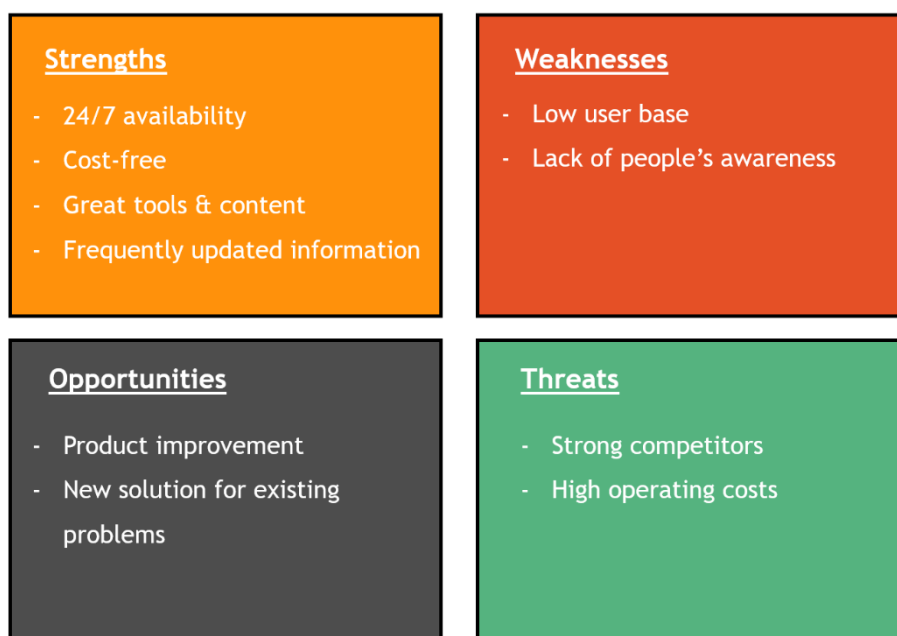 Strengths
- 24/7 availability
- Cost-free
- Great tools & content
- Frequently updated information
Weaknesses
- Low user base
- Lack of people’s awareness
Opportunities
- Product improvement
- New solution for existing
problems
Threats
- Strong competitors
- High operating costs